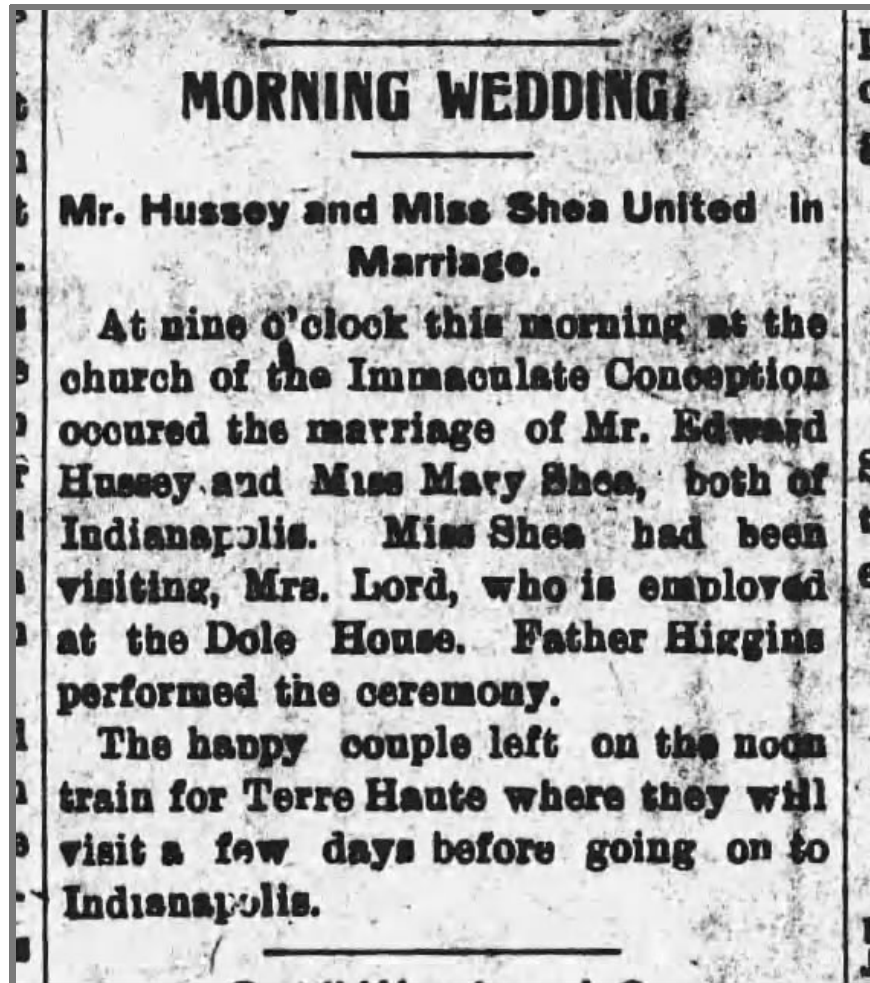 MORNING WEDDING.
Mr. Hussey and Miss Shea United in
Marriage.
At nine o'clock this morning at the
church of the Immaculate Conception
occured the marriage of Mr. Edward
Hussey and Miss Mary Shea, both of
Indianapolis. Miss Shea had been
visiting, Mrs. Lord, who is employed
at the Dole House. Father Higgins
performed the ceremony.
The happy couple left on the noon
train for Terre Haute where they will
visit a few days before going on to
Indianapolis.